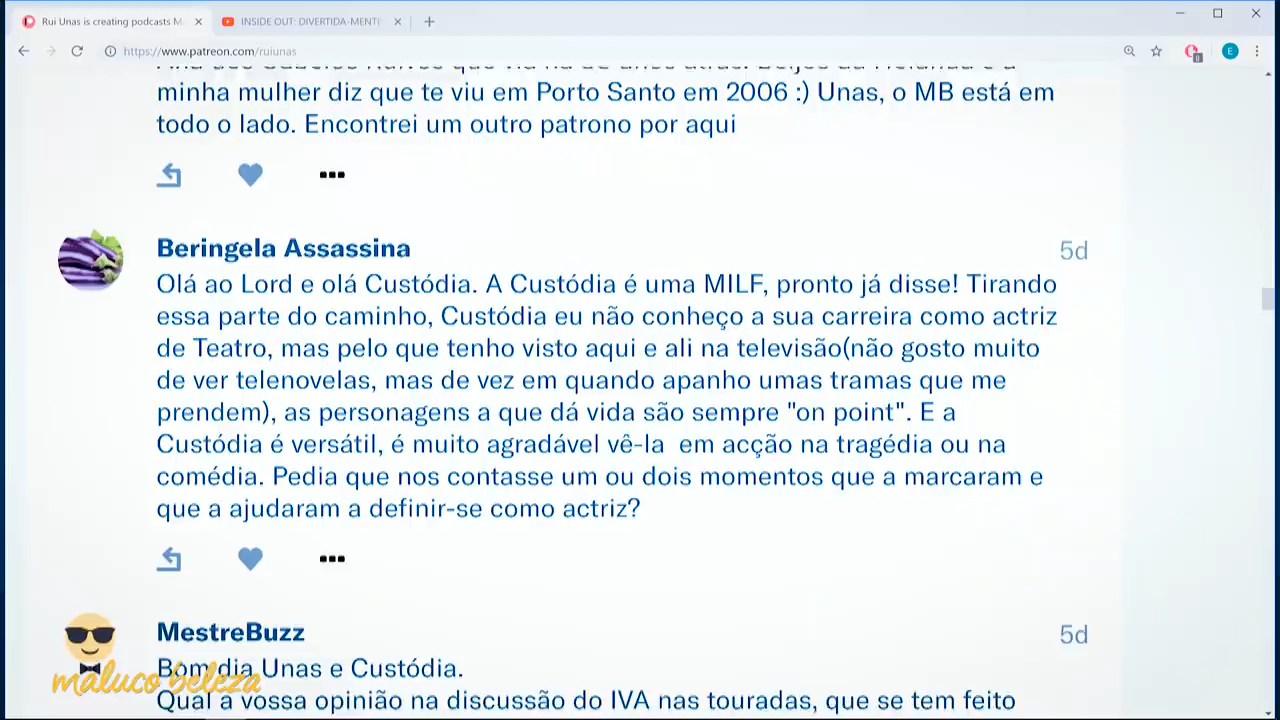 Rui Unas is creating podcasts M
INSIDE OUT: DIVERTIDA-MENTE
https://www.patreon.com/ruiunas
minha mulher diz que te viu em Porto Santo em 2006 :) Unas, o MB está em
todo o lado. Encontrei um outro patrono por aqui
Beringela Assassina
5d
Olá ao Lord e olá Custódia. A Custódia é uma MILF, pronto já disse! Tirando
essa parte do caminho, Custódia eu não conheço a sua carreira como actriz
de Teatro, mas pelo que tenho visto aqui e ali na televisão(não gosto muito
de ver telenovelas, mas de vez em quando apanho umas tramas que me
prendem), as personagens a que dá vida são sempre "on point". E a
Custódia é versátil, é muito agradável vê-la  em acção na tragédia ou na
comédia. Pedia que nos contasse um ou dois momentos que a marcaram e
que a ajudaram a definir-se como actriz?
MestreBuzz
5d
Bom dia Unas e Custódia.
maluco beleza
Qual a vossa opinião na discussão do IVA nas touradas, que se tem feito